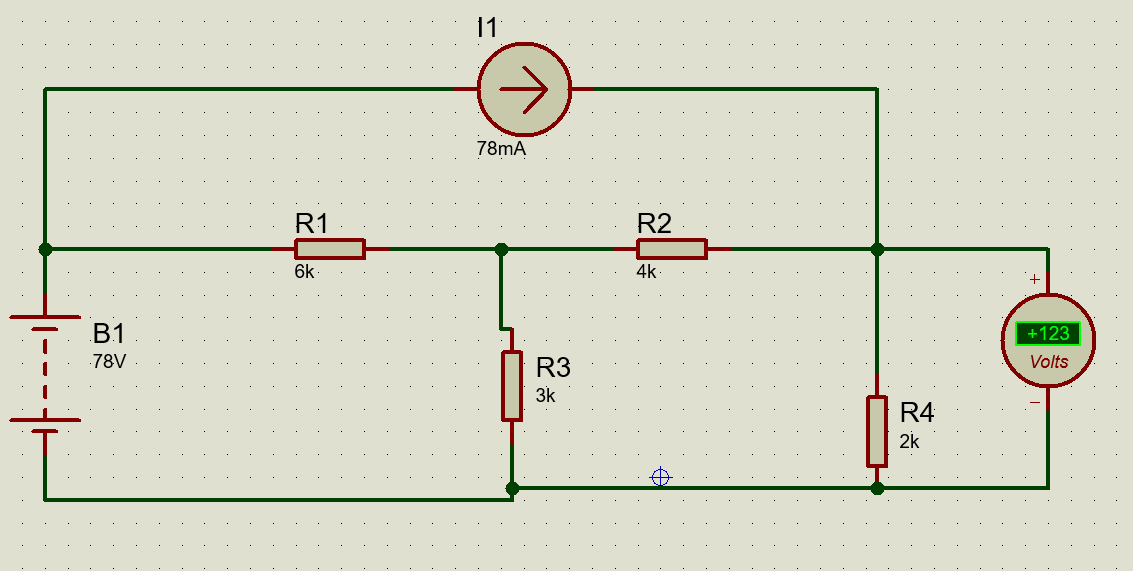 I1
78mA
R1
6k
R2
4k
B1
78V
R3
3k
+
+123
Volts
−
R4
2k